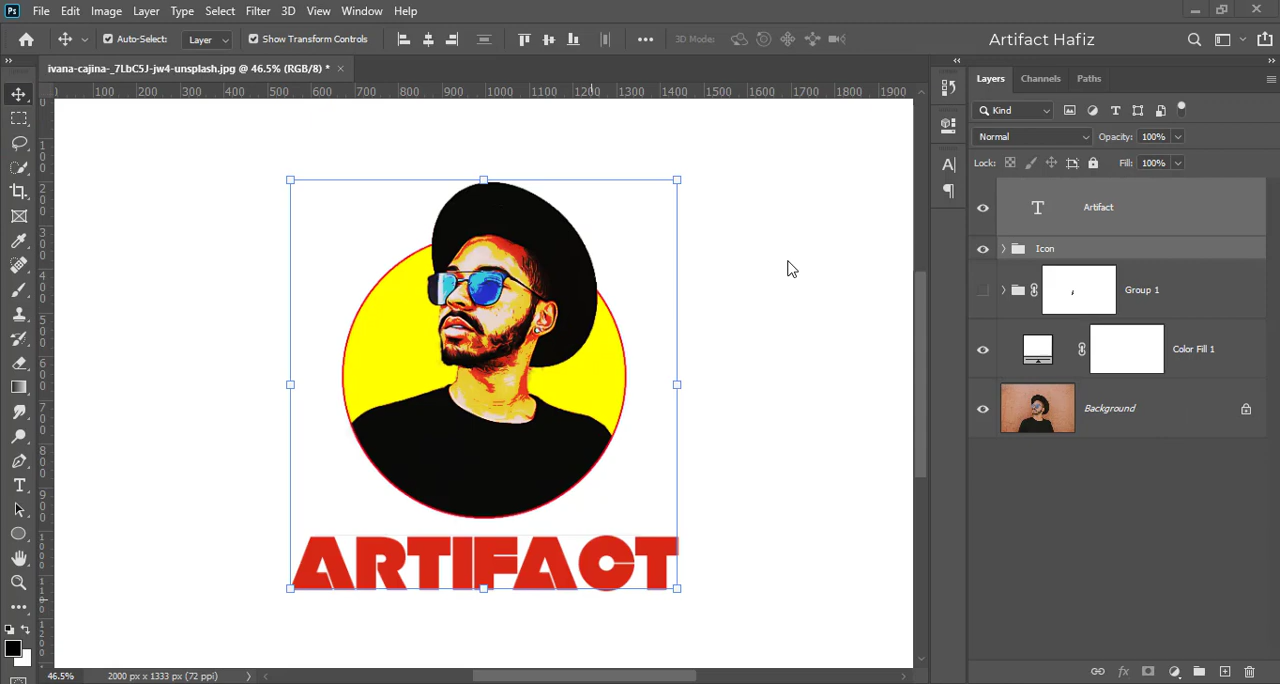 Ps File Edit Image Layer Type Select Filter 3D View Window Help
Auto-Select: Layer Show Transform Controls 3D Mode: Artifact Hafiz
ivana-cajina-_7LbC5J-jw4-unsplash.jpg @ 46.5% (RGB/8) *
100 200 300 400 500 600 700 800 900 1000 1100 1200 1300 1400 1500 1600 1700 1800 1900
Layers Channels Paths
Kind
Normal Opacity: 100%
Lock: Fill: 100%
T Artifact
Icon
Group 1
Color Fill 1
Background
ARTIFACT
46.5% 2000 px x 1333 px (72 ppi)